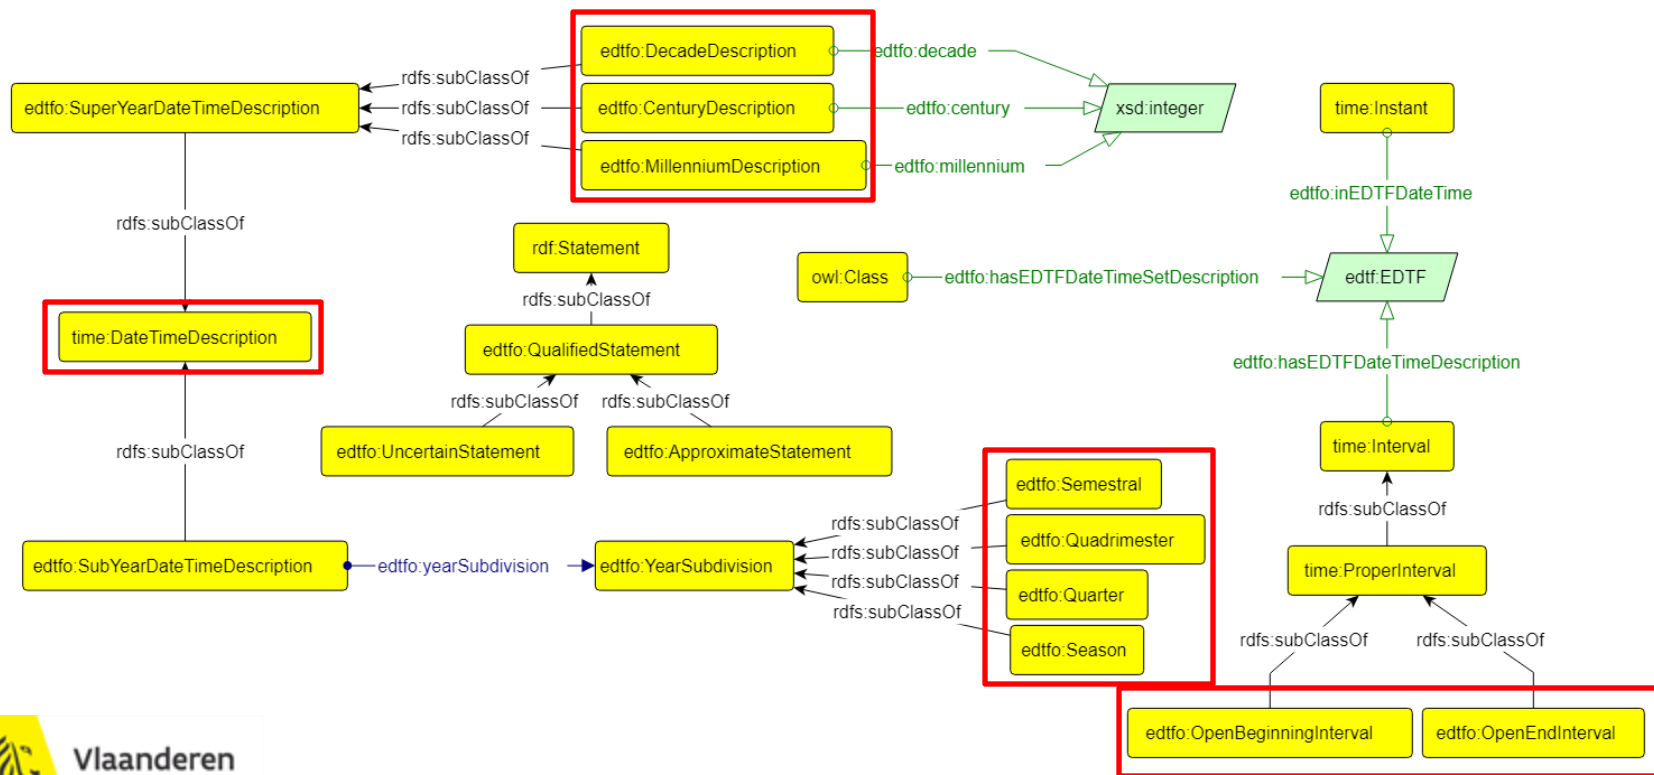 edtfo:DecadeDescription
edtfo:decade
rdfs:subClassOf
edtfo:SuperYearDateTimeDescription
rdfs:subClassOf
edtfo:CenturyDescription
edtfo:century
xsd:integer
time:Instant
rdfs:subClassOf
edtfo:MillenniumDescription
edtfo:millennium
edtfo:inEDTFDateTime
rdfs:subClassOf
rdf:Statement
owl:Class
edtfo:hasEDTFDateTimeSetDescription
edtf:EDTF
rdfs:subClassOf
time:DateTimeDescription
edtfo:QualifiedStatement
edtfo:hasEDTFDateTimeDescription
rdfs:subClassOf
rdfs:subClassOf
rdfs:subClassOf
edtfo:UncertainStatement
edtfo:ApproximateStatement
time:Interval
edtfo:Semestral
rdfs:subClassOf
rdfs:subClassOf
edtfo:Quadrimester
rdfs:subClassOf
edtfo:SubYearDateTimeDescription
edtfo:yearSubdivision
edtfo:YearSubdivision
rdfs:subClassOf
edtfo:Quarter
time:ProperInterval
rdfs:subClassOf
edtfo:Season
rdfs:subClassOf
rdfs:subClassOf
edtfo:OpenBeginningInterval
edtfo:OpenEndInterval
Vlaanderen